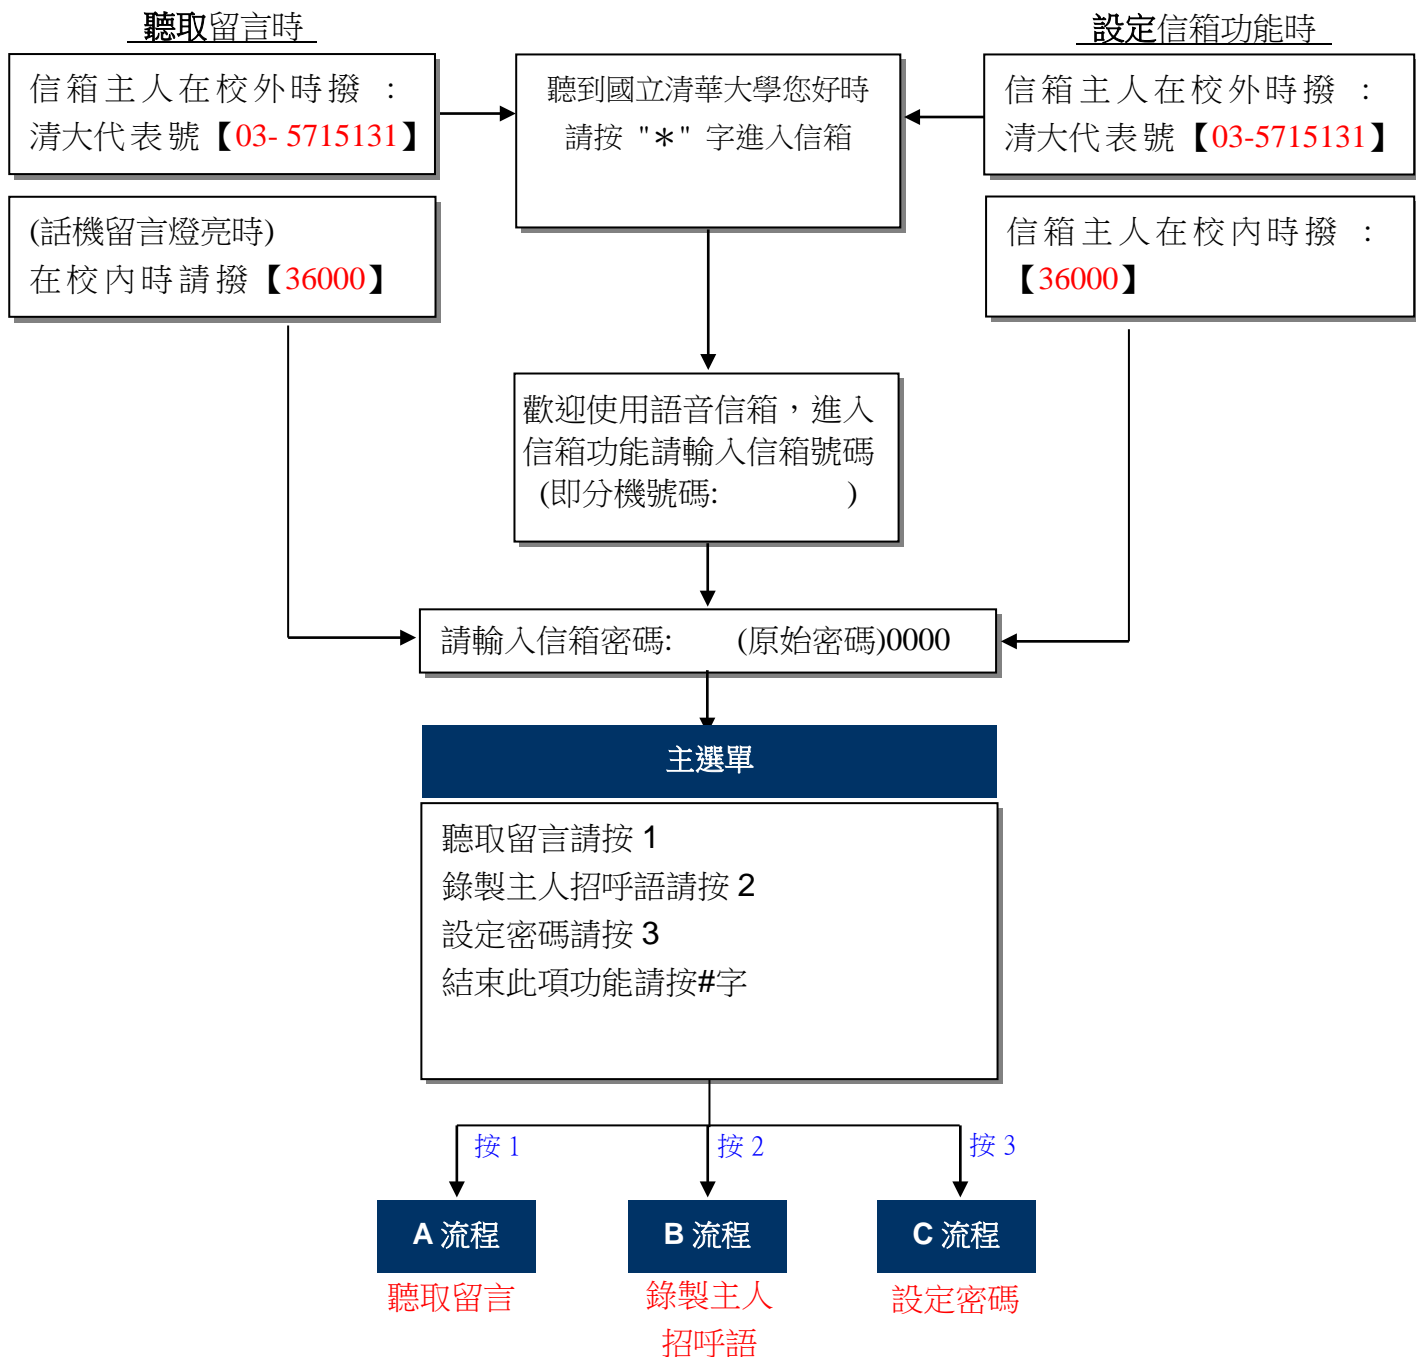 聽取留言時
設定信箱功能時
信箱主人在校外時撥:
清大代表號【03- 5715131】
聽到國立清華大學您好時
請按 "＊" 字進入信箱
信箱主人在校外時撥:
清大代表號【03-5715131】
(話機留言燈亮時)
在校內時請撥【36000】
信箱主人在校內時撥:
【36000】
歡迎使用語音信箱，進入
信箱功能請輸入信箱號碼
(即分機號碼: )
請輸入信箱密碼: (原始密碼)0000
主選單
聽取留言請按 1
錄製主人招呼語請按 2
設定密碼請按 3
結束此項功能請按#字
按 1
按 2
按 3
A 流程
B 流程
C 流程
聽取留言
錄製主人
招呼語
設定密碼